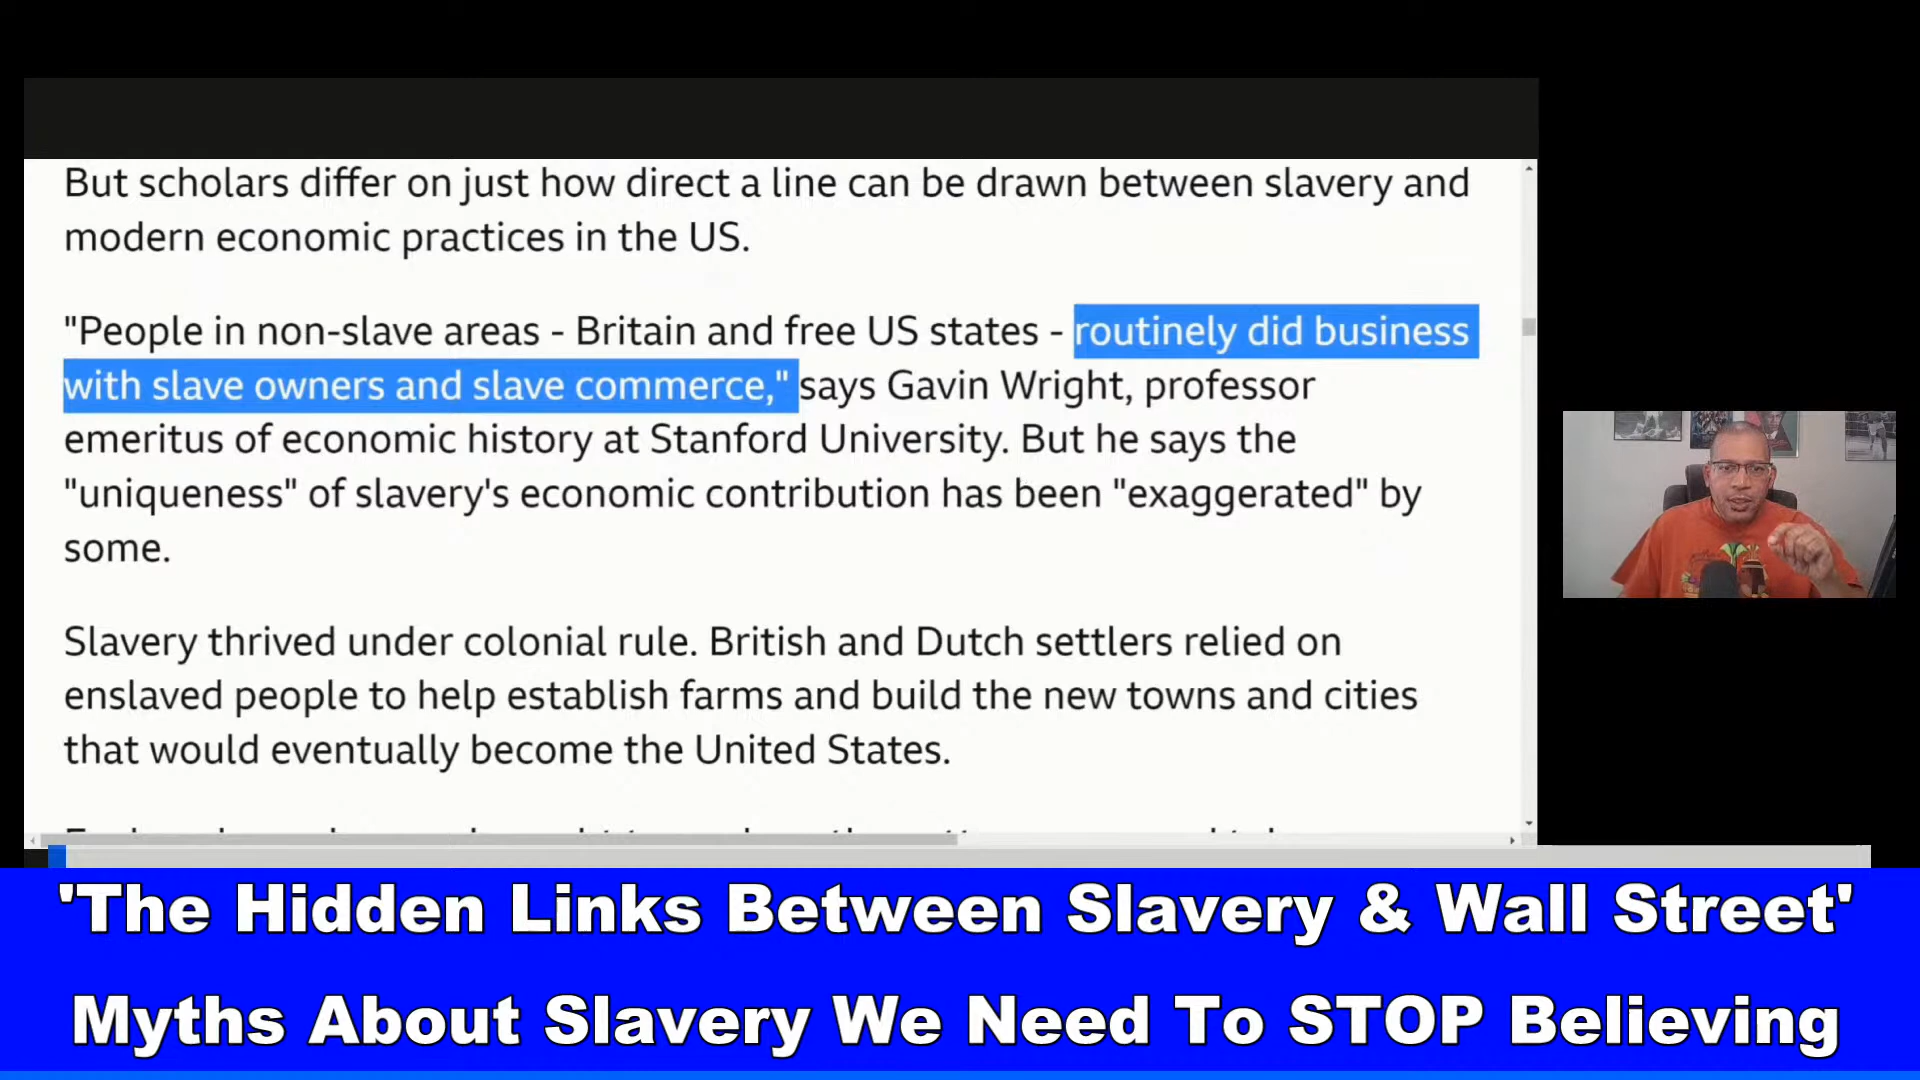 But scholars differ on just how direct a line can be drawn between slavery and
modern economic practices in the US.
"People in non-slave areas - Britain and free US states - routinely did business
with slave owners and slave commerce," says Gavin Wright, professor
emeritus of economic history at Stanford University. But he says the
"uniqueness" of slavery's economic contribution has been "exaggerated" by
some.
Slavery thrived under colonial rule. British and Dutch settlers relied on
enslaved people to help establish farms and build the new towns and cities
that would eventually become the United States.
'The Hidden Links Between Slavery & Wall Street'
Myths About Slavery We Need To STOP Believing